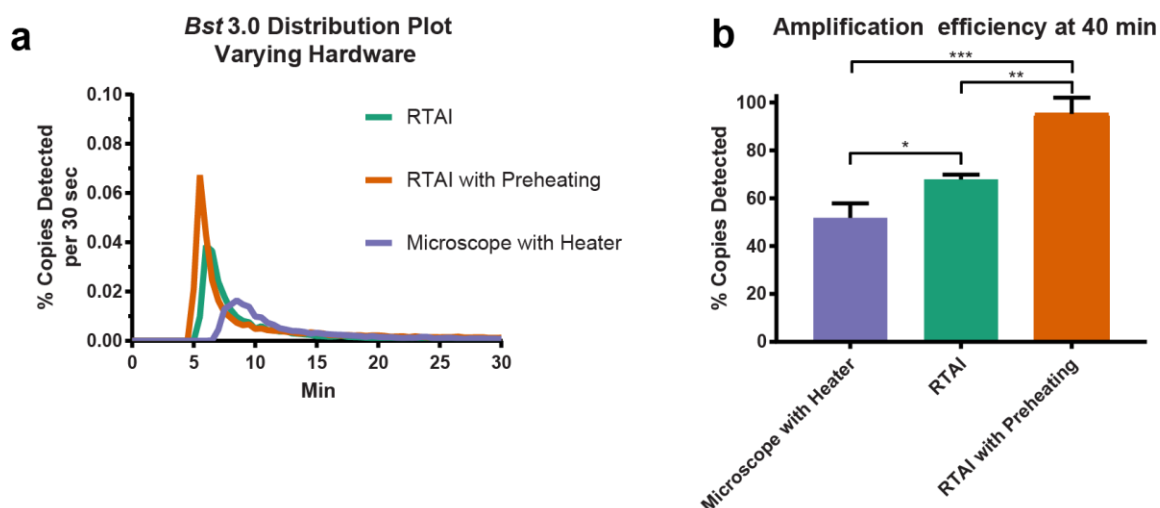 a
Bst 3.0 Distribution Plot
Varying Hardware
% Copies Detected
per 30 sec
0.10
0.08
0.06
0.04
0.02
0.00
0 5 10 15 20 25 30
Min
RTAI
RTAI with Preheating
Microscope with Heater
b
Amplification efficiency at 40 min
% Copies Detected
100
80
60
40
20
0
***
**
*
Microscope with Heater
RTAI
RTAI with Preheating